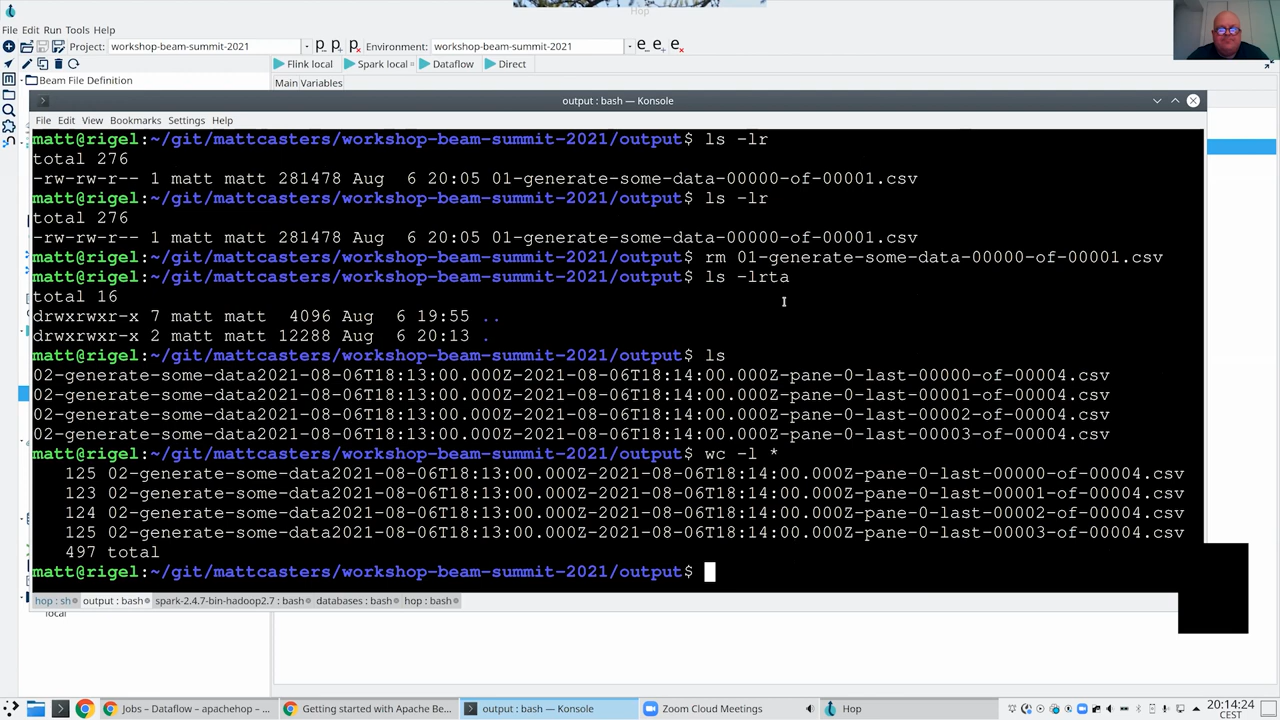 Hop
File Edit Run Tools Help
Project: workshop-beam-summit-2021 Environment: workshop-beam-summit-2021
Flink local Spark local Dataflow Direct
Beam File Definition
Main Variables
output : bash — Konsole
File Edit View Bookmarks Settings Help
matt@rigel:~/git/mattcasters/workshop-beam-summit-2021/output$ ls -lr
total 276
-rw-rw-r-- 1 matt matt 281478 Aug  6 20:05 01-generate-some-data-00000-of-00001.csv
matt@rigel:~/git/mattcasters/workshop-beam-summit-2021/output$ ls -lr
total 276
-rw-rw-r-- 1 matt matt 281478 Aug  6 20:05 01-generate-some-data-00000-of-00001.csv
matt@rigel:~/git/mattcasters/workshop-beam-summit-2021/output$ rm 01-generate-some-data-00000-of-00001.csv
matt@rigel:~/git/mattcasters/workshop-beam-summit-2021/output$ ls -lrta
total 16
drwxrwxr-x 7 matt matt  4096 Aug  6 19:55 ..
drwxrwxr-x 2 matt matt 12288 Aug  6 20:13 .
matt@rigel:~/git/mattcasters/workshop-beam-summit-2021/output$ ls
02-generate-some-data2021-08-06T18:13:00.000Z-2021-08-06T18:14:00.000Z-pane-0-last-00000-of-00004.csv
02-generate-some-data2021-08-06T18:13:00.000Z-2021-08-06T18:14:00.000Z-pane-0-last-00001-of-00004.csv
02-generate-some-data2021-08-06T18:13:00.000Z-2021-08-06T18:14:00.000Z-pane-0-last-00002-of-00004.csv
02-generate-some-data2021-08-06T18:13:00.000Z-2021-08-06T18:14:00.000Z-pane-0-last-00003-of-00004.csv
matt@rigel:~/git/mattcasters/workshop-beam-summit-2021/output$ wc -l *
125 02-generate-some-data2021-08-06T18:13:00.000Z-2021-08-06T18:14:00.000Z-pane-0-last-00000-of-00004.csv
123 02-generate-some-data2021-08-06T18:13:00.000Z-2021-08-06T18:14:00.000Z-pane-0-last-00001-of-00004.csv
124 02-generate-some-data2021-08-06T18:13:00.000Z-2021-08-06T18:14:00.000Z-pane-0-last-00002-of-00004.csv
125 02-generate-some-data2021-08-06T18:13:00.000Z-2021-08-06T18:14:00.000Z-pane-0-last-00003-of-00004.csv
497 total
matt@rigel:~/git/mattcasters/workshop-beam-summit-2021/output$
hop : sh output : bash spark-2.4.7-bin-hadoop2.7 : bash databases : bash hop : bash
local
Jobs – Dataflow – apachehop – ... Getting started with Apache Be... output : bash — Konsole Zoom Cloud Meetings Hop 20:14:24
CEST